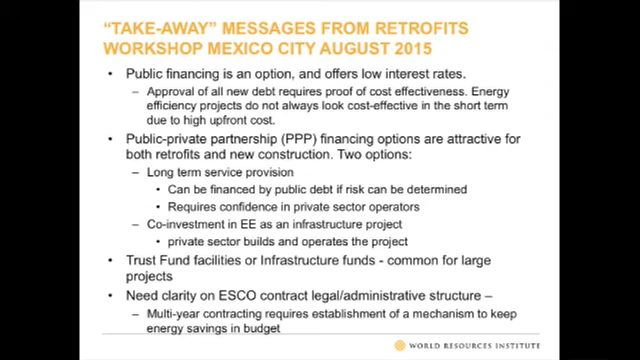 “TAKE-AWAY” MESSAGES FROM RETROFITS
WORKSHOP MEXICO CITY AUGUST 2015
• Public financing is an option, and offers low interest rates.
– Approval of all new debt requires proof of cost effectiveness. Energy
efficiency projects do not always look cost-effective in the short term
due to high upfront cost.
• Public-private partnership (PPP) financing options are attractive for
both retrofits and new construction. Two options:
– Long term service provision
• Can be financed by public debt if risk can be determined
• Requires confidence in private sector operators
– Co-investment in EE as an infrastructure project
• private sector builds and operates the project
• Trust Fund facilities or Infrastructure funds - common for large
projects
• Need clarity on ESCO contract legal/administrative structure –
– Multi-year contracting requires establishment of a mechanism to keep
energy savings in budget
WORLD RESOURCES INSTITUTE